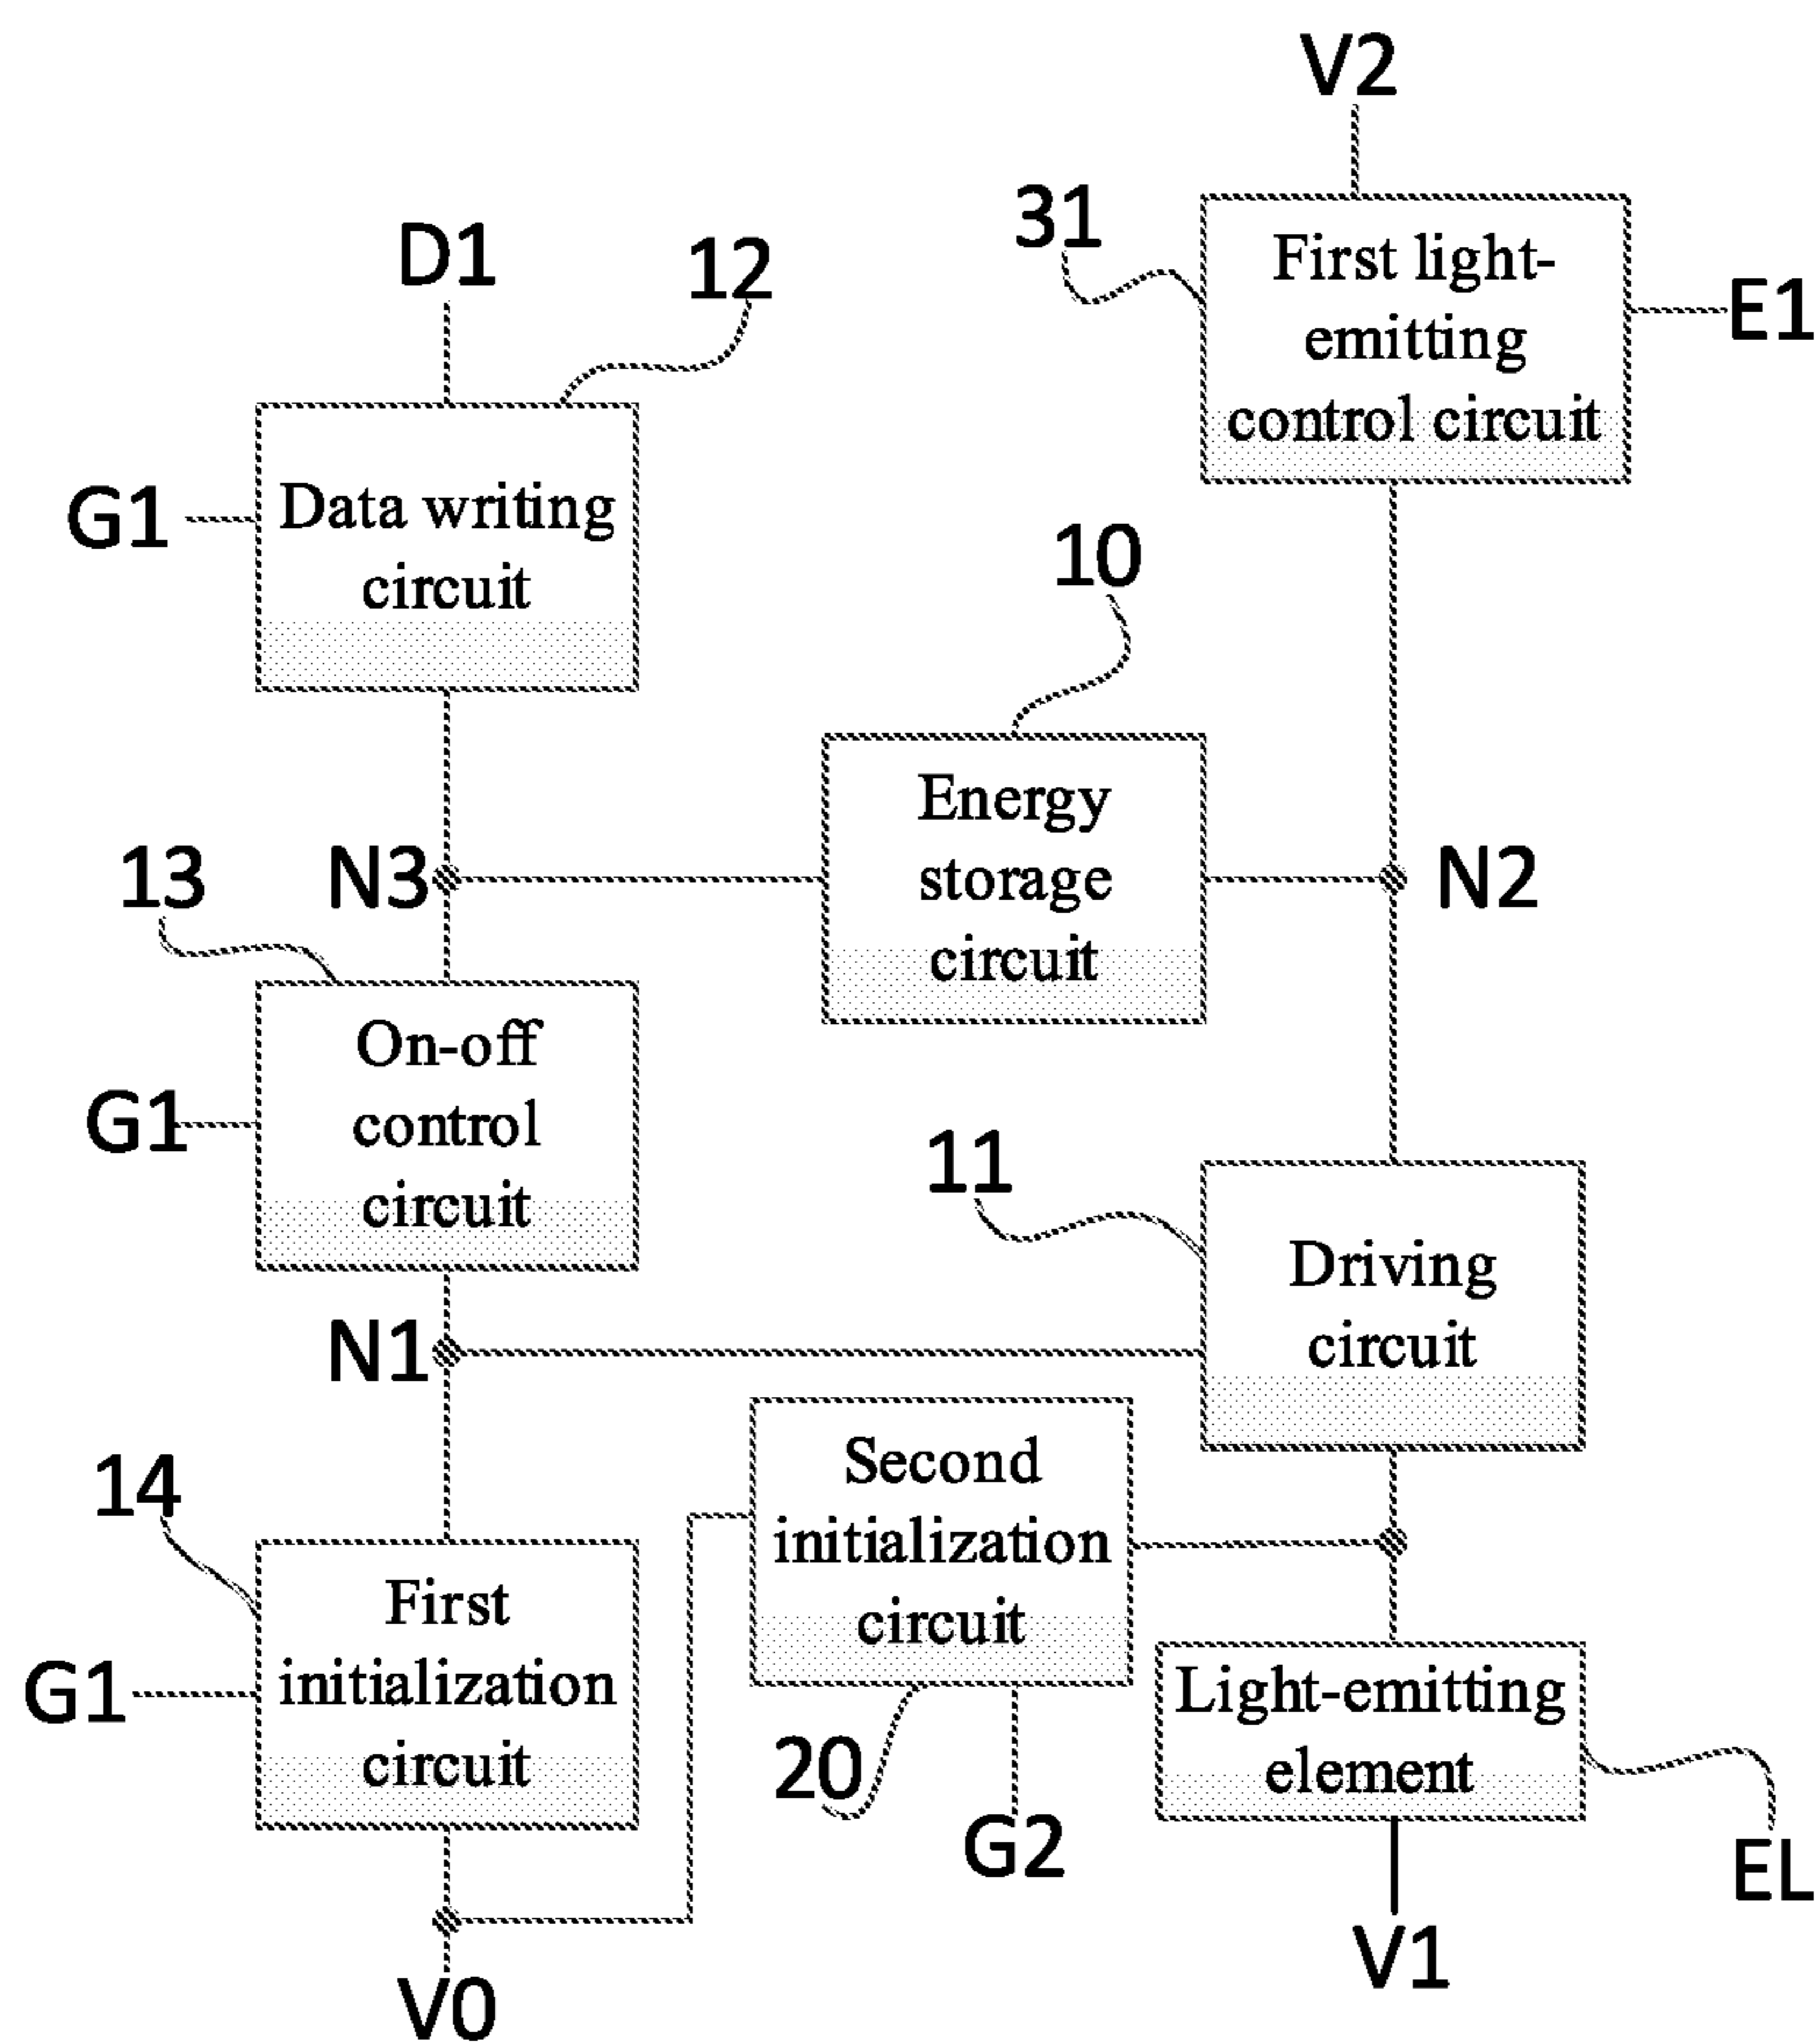 V2
31
D1
12
First light-
emitting
control circuit
E1
G1
Data writing
circuit
10
Energy
storage
circuit
13
N3
N2
On-off
control
circuit
G1
11
Driving
circuit
N1
Second
initialization
circuit
14
First
initialization
circuit
G1
Light-emitting
element
20
G2
EL
V1
V0